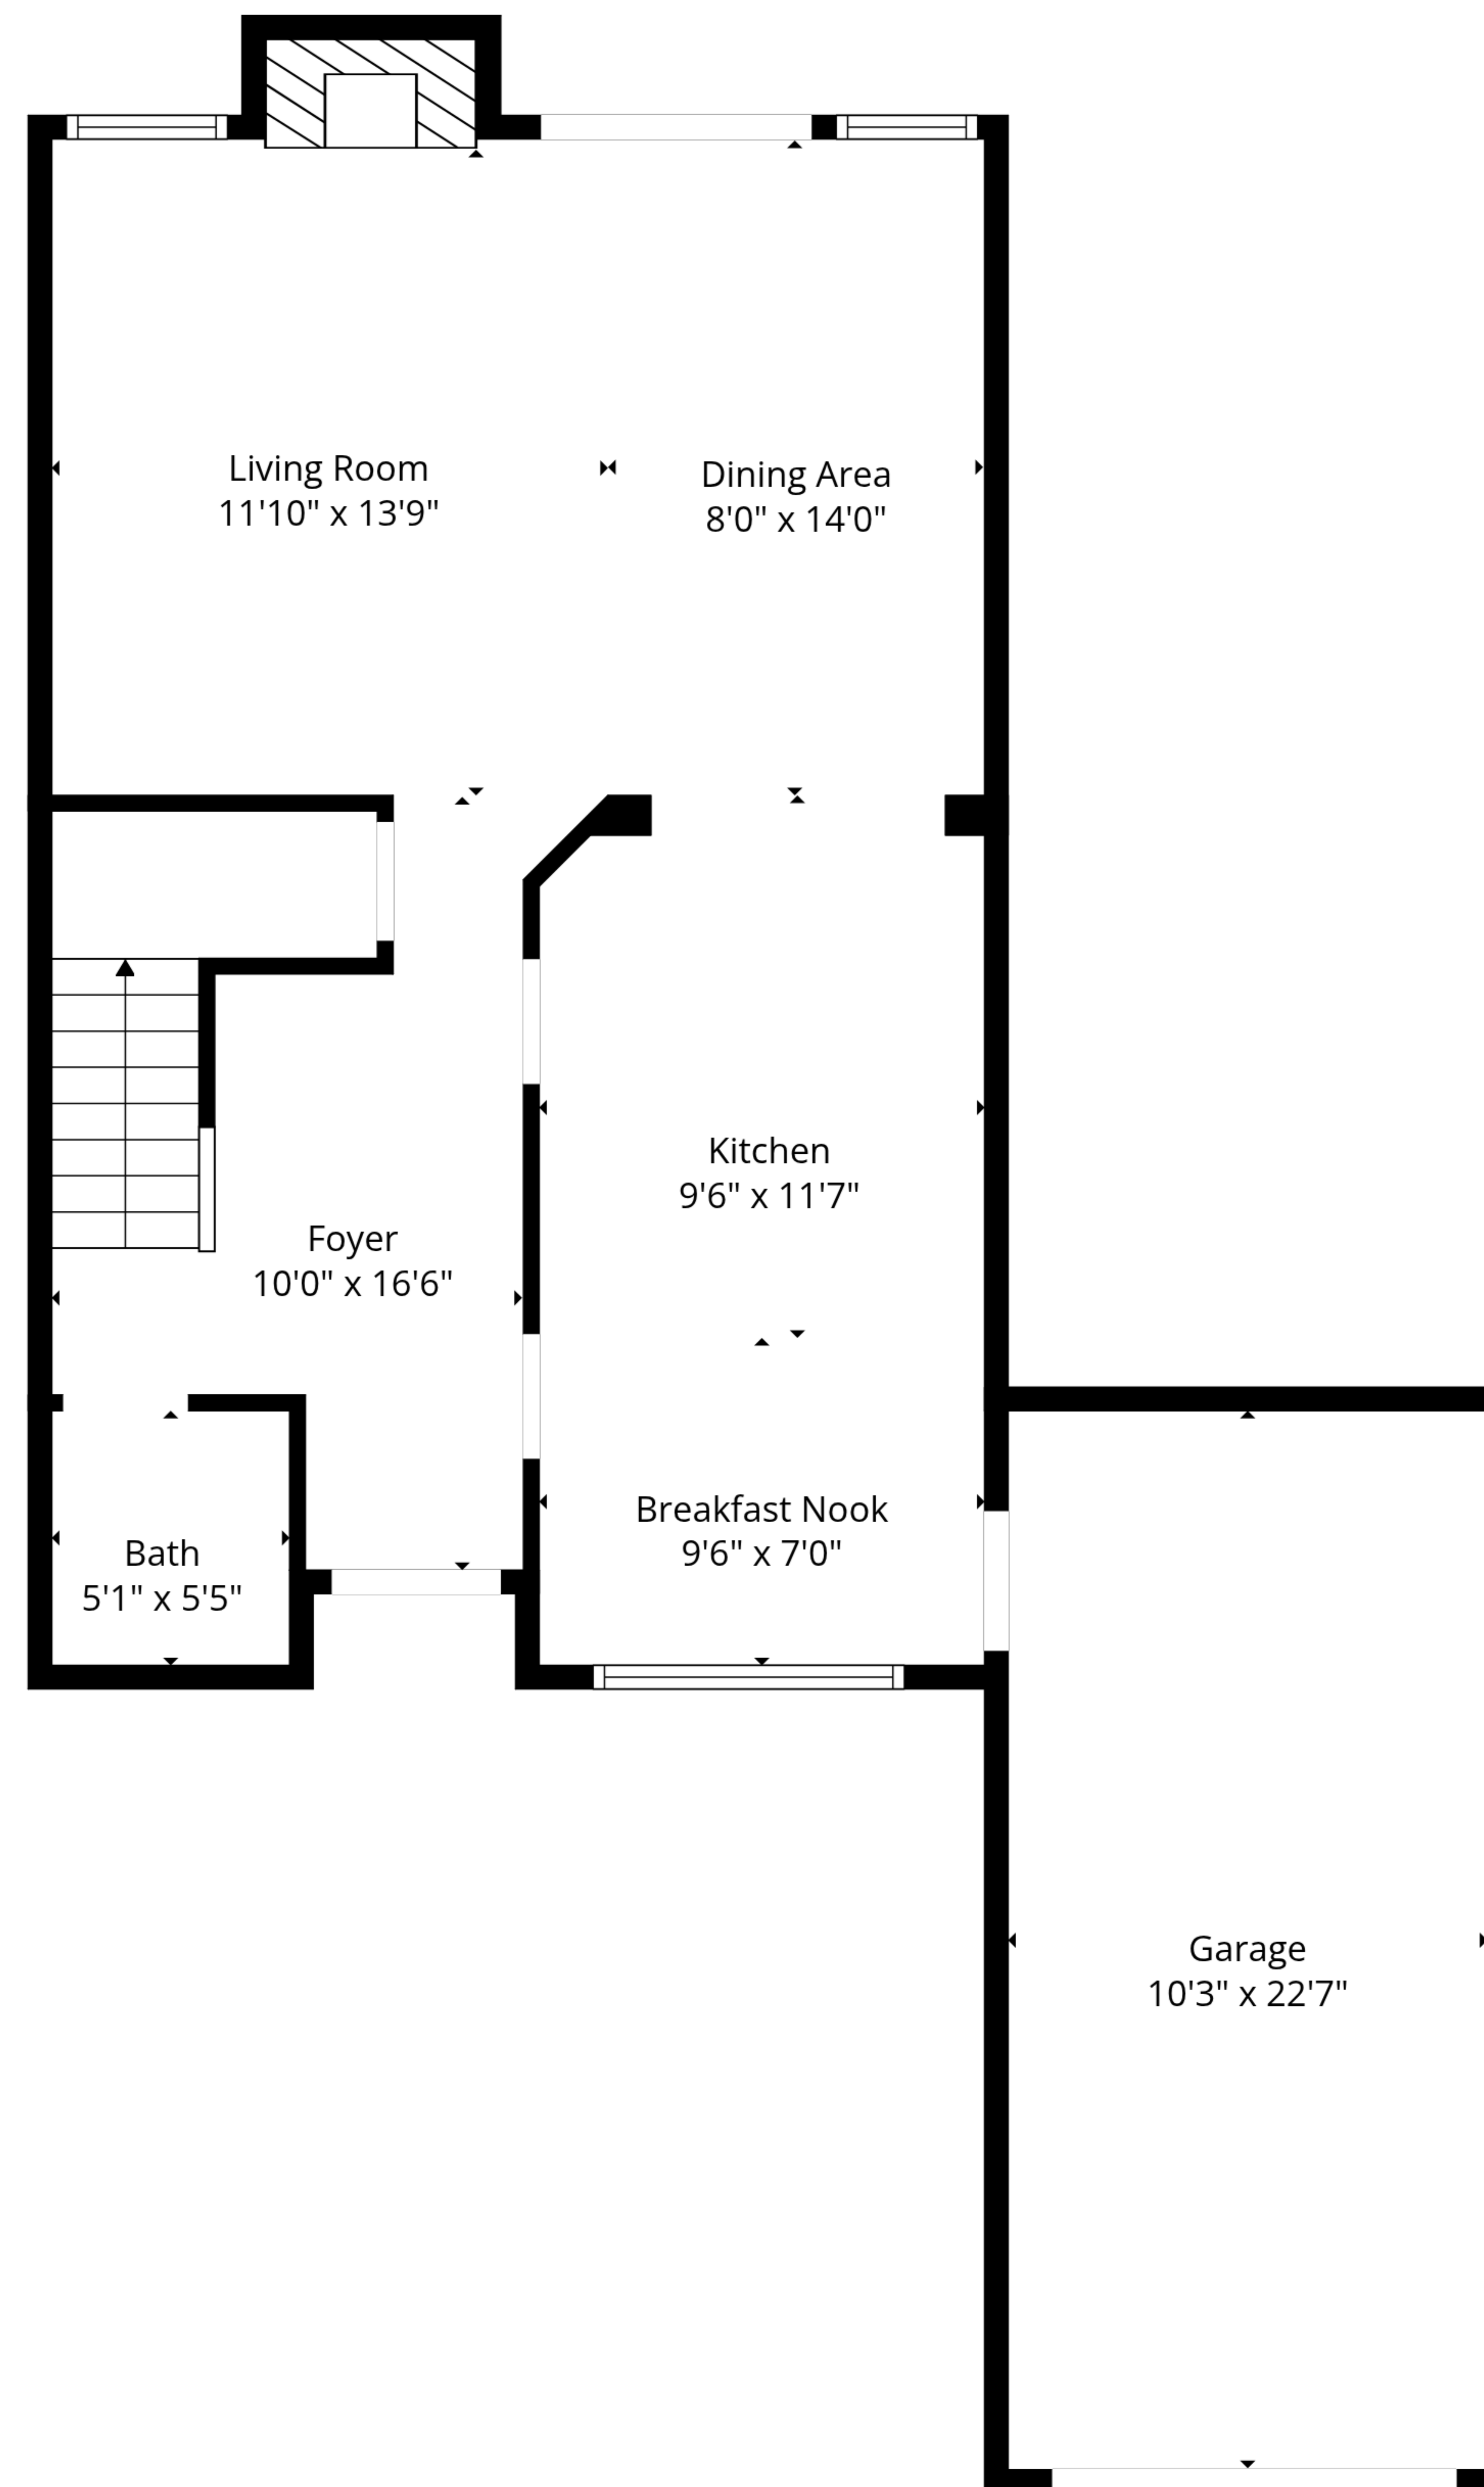 Living Room
11'10" x 13'9"
Dining Area
8'0" x 14'0"
Kitchen
9'6" x 11'7"
Foyer
10'0" x 16'6"
Breakfast Nook
9'6" x 7'0"
Bath
5'1" x 5'5"
Garage
10'3" x 22'7"